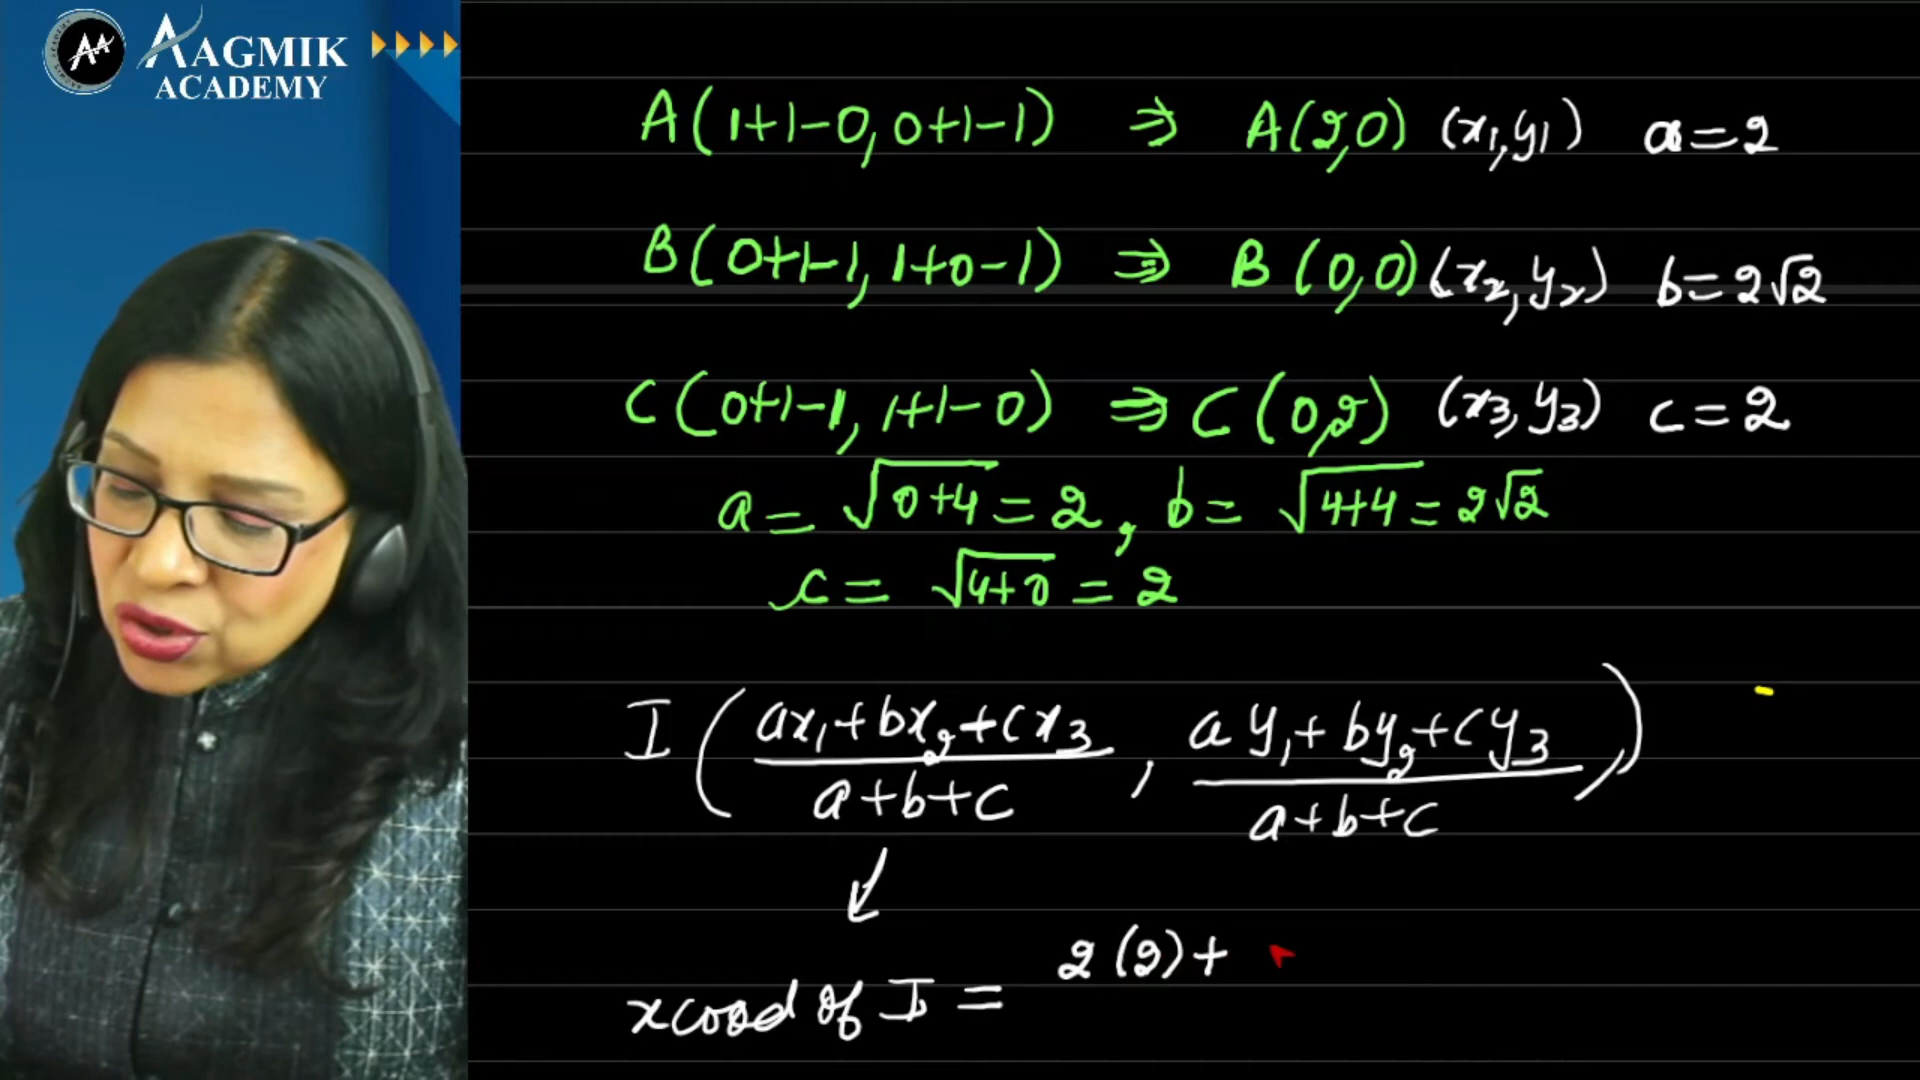 AAGMIK
ACADEMY
A(1+1-0, 0+1-1) ⇒ A(2,0) (x₁,y₁) a=2
B(0+1-1, 1+0-1) ⇒ B(0,0) (x₂,y₂) b=2√2
C(0+1-1, 1+1-0) ⇒ C(0,2) (x₃,y₃) c=2
a = √(0+4) = 2, b = √(4+4) = 2√2
c = √(4+0) = 2
I ( (ax₁+bx₂+cx₃)/(a+b+c) , (ay₁+by₂+cy₃)/(a+b+c) )
↙
x coord of I = 2(2)+